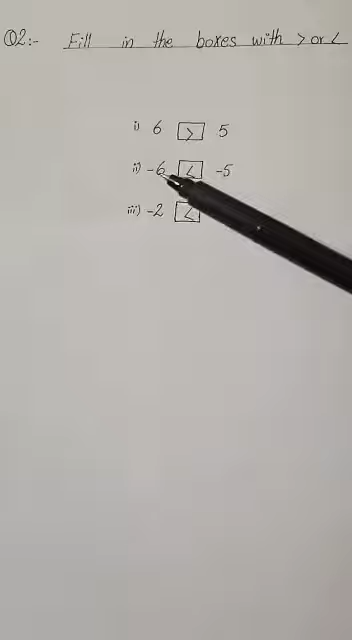 Q2:- Fill in the boxes with > or <
i) 6 > 5
ii) -6 < -5
iii) -2 <